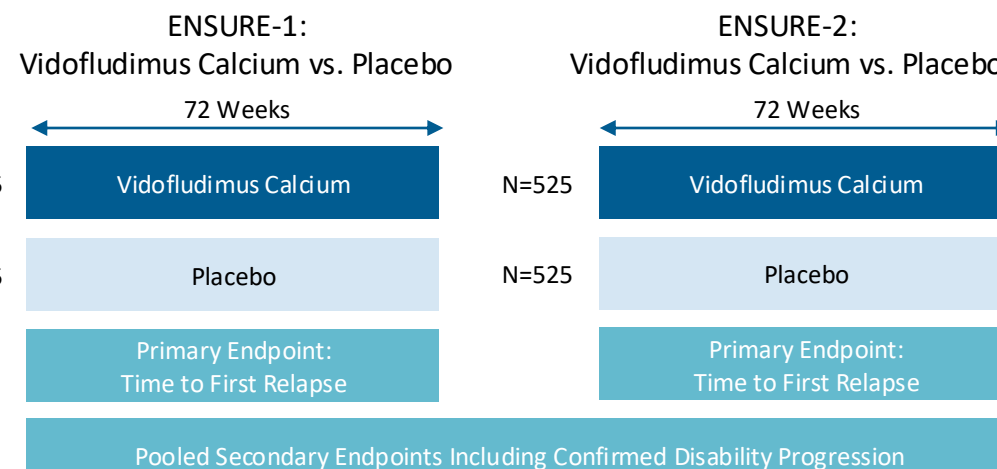 ENSURE-1:
Vidofludimus Calcium vs. Placebo
72 Weeks
Vidofludimus Calcium
Placebo
Primary Endpoint:
Time to First Relapse
ENSURE-2:
Vidofludimus Calcium vs. Placebo
72 Weeks
N=525
Vidofludimus Calcium
N=525
Placebo
Primary Endpoint:
Time to First Relapse
Pooled Secondary Endpoints Including Confirmed Disability Progression